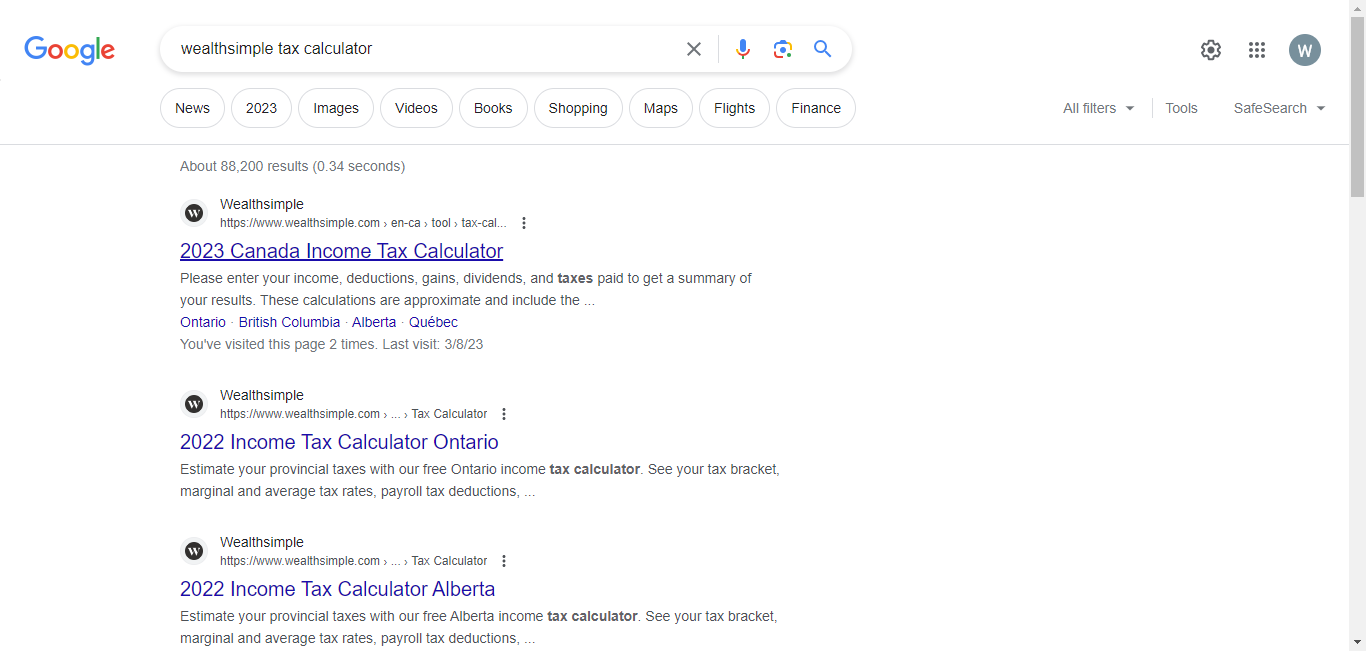 Google
wealthsimple tax calculator
W
News
2023
Images
Videos
Books
Shopping
Maps
Flights
Finance
All filters
Tools
SafeSearch
About 88,200 results (0.34 seconds)
W
Wealthsimple
https://www.wealthsimple.com › en-ca › tool › tax-cal...
2023 Canada Income Tax Calculator
Please enter your income, deductions, gains, dividends, and taxes paid to get a summary of
your results. These calculations are approximate and include the ...
Ontario · British Columbia · Alberta · Québec
You've visited this page 2 times. Last visit: 3/8/23
W
Wealthsimple
https://www.wealthsimple.com › ... › Tax Calculator
2022 Income Tax Calculator Ontario
Estimate your provincial taxes with our free Ontario income tax calculator. See your tax bracket,
marginal and average tax rates, payroll tax deductions, ...
W
Wealthsimple
https://www.wealthsimple.com › ... › Tax Calculator
2022 Income Tax Calculator Alberta
Estimate your provincial taxes with our free Alberta income tax calculator. See your tax bracket,
marginal and average tax rates, payroll tax deductions, ...